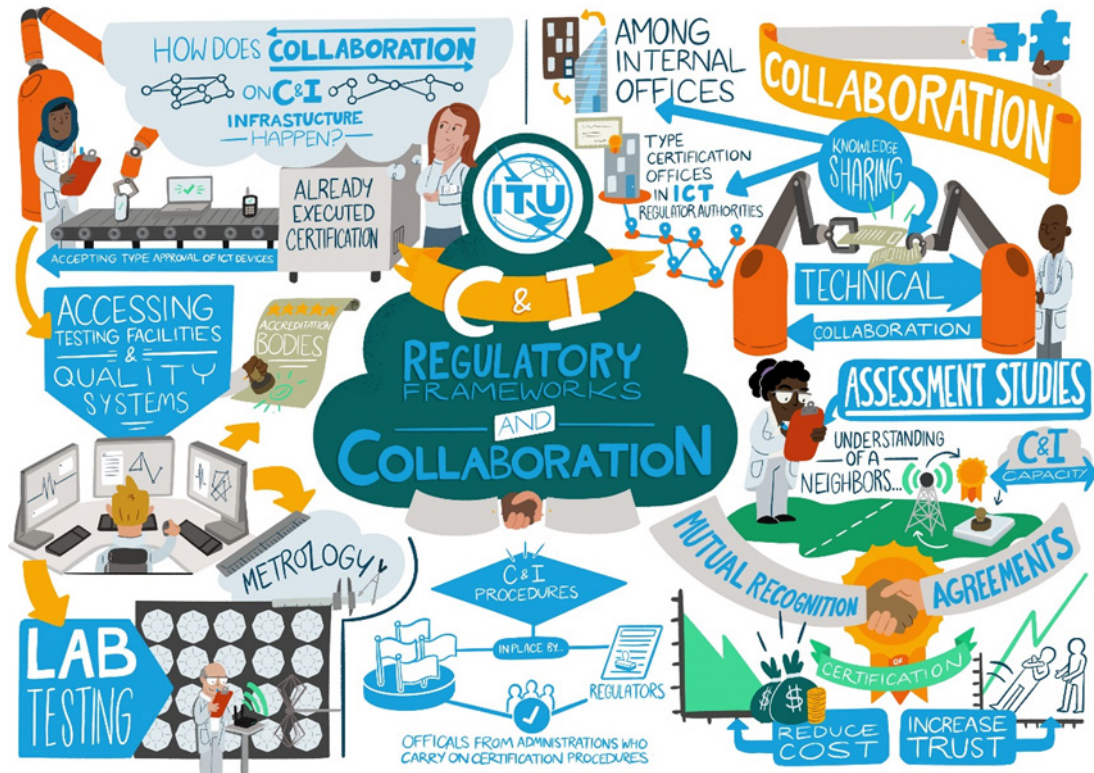 HOW DOES COLLABORATION
ON C&I
INFRASTUCTURE
HAPPEN?
ALREADY
EXECUTED
CERTIFICATION
ACCEPTING TYPE APPROVAL OF ICT DEVICES
ACCESSING
TESTING FACILITIES
&
QUALITY
SYSTEMS
ACCREDITATION
BODIES
METROLOGY
LAB
TESTING
ITU
C & I
REGULATORY
FRAMEWORKS
AND
COLLABORATION
C & I
PROCEDURES
IN PLACE BY...
REGULATORS
OFFICALS FROM ADMINISTRATIONS WHO
CARRY ON CERTIFICATION PROCEDURES
AMONG
INTERNAL
OFFICES
TYPE
CERTIFICATION
OFFICES
IN ICT
REGULATOR AUTHORITIES
COLLABORATION
KNOWLEDGE
SHARING
TECHNICAL
COLLABORATION
ASSESSMENT STUDIES
UNDERSTANDING
OF A
NEIGHBORS...
C&I
CAPACITY
MUTUAL RECOGNITION
AGREEMENTS
OF
CERTIFICATION
$ $
REDUCE
COST
INCREASE
TRUST